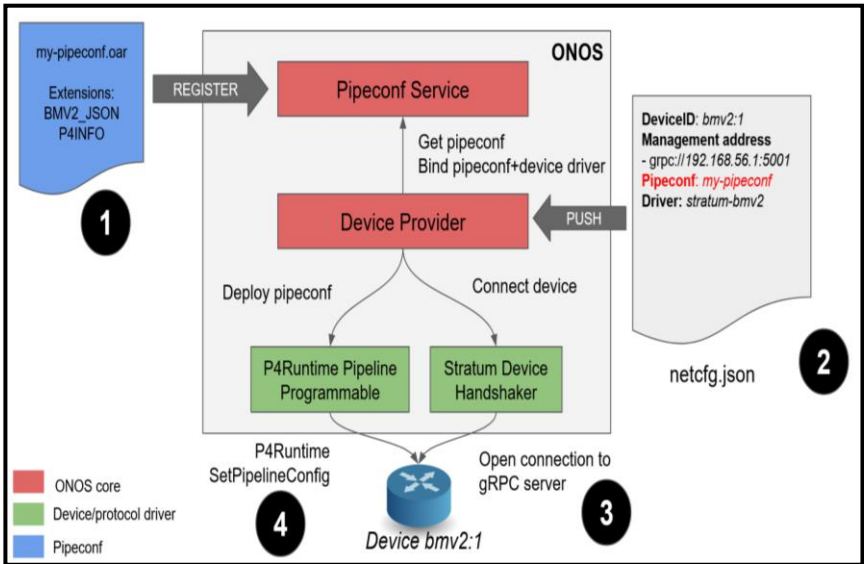 my-pipeconf.oar
Extensions:
BMV2_JSON
P4INFO
1
REGISTER
ONOS
Pipeconf Service
Get pipeconf
Bind pipeconf+device driver
Device Provider
PUSH
DeviceID: bmv2:1
Management address
- grpc://192.168.56.1:5001
Pipeconf: my-pipeconf
Driver: stratum-bmv2
netcfg.json
2
Deploy pipeconf
Connect device
P4Runtime Pipeline
Programmable
Stratum Device
Handshaker
P4Runtime
SetPipelineConfig
4
Open connection to
gRPC server
3
Device bmv2:1
ONOS core
Device/protocol driver
Pipeconf